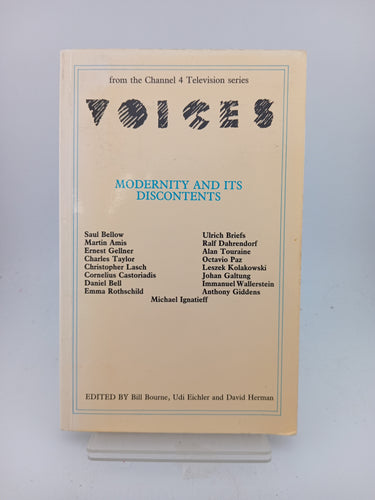 from the Channel 4 Television series
VOICES
MODERNITY AND ITS
DISCONTENTS
Saul Bellow
Martin Amis
Ernest Gellner
Charles Taylor
Christopher Lasch
Cornelius Castoriadis
Daniel Bell
Emma Rothschild
Ulrich Briefs
Ralf Dahrendorf
Alan Touraine
Octavio Paz
Leszek Kolakowski
Johan Galtung
Immanuel Wallerstein
Anthony Giddens
Michael Ignatieff
EDITED BY Bill Bourne, Udi Eichler and David Herman